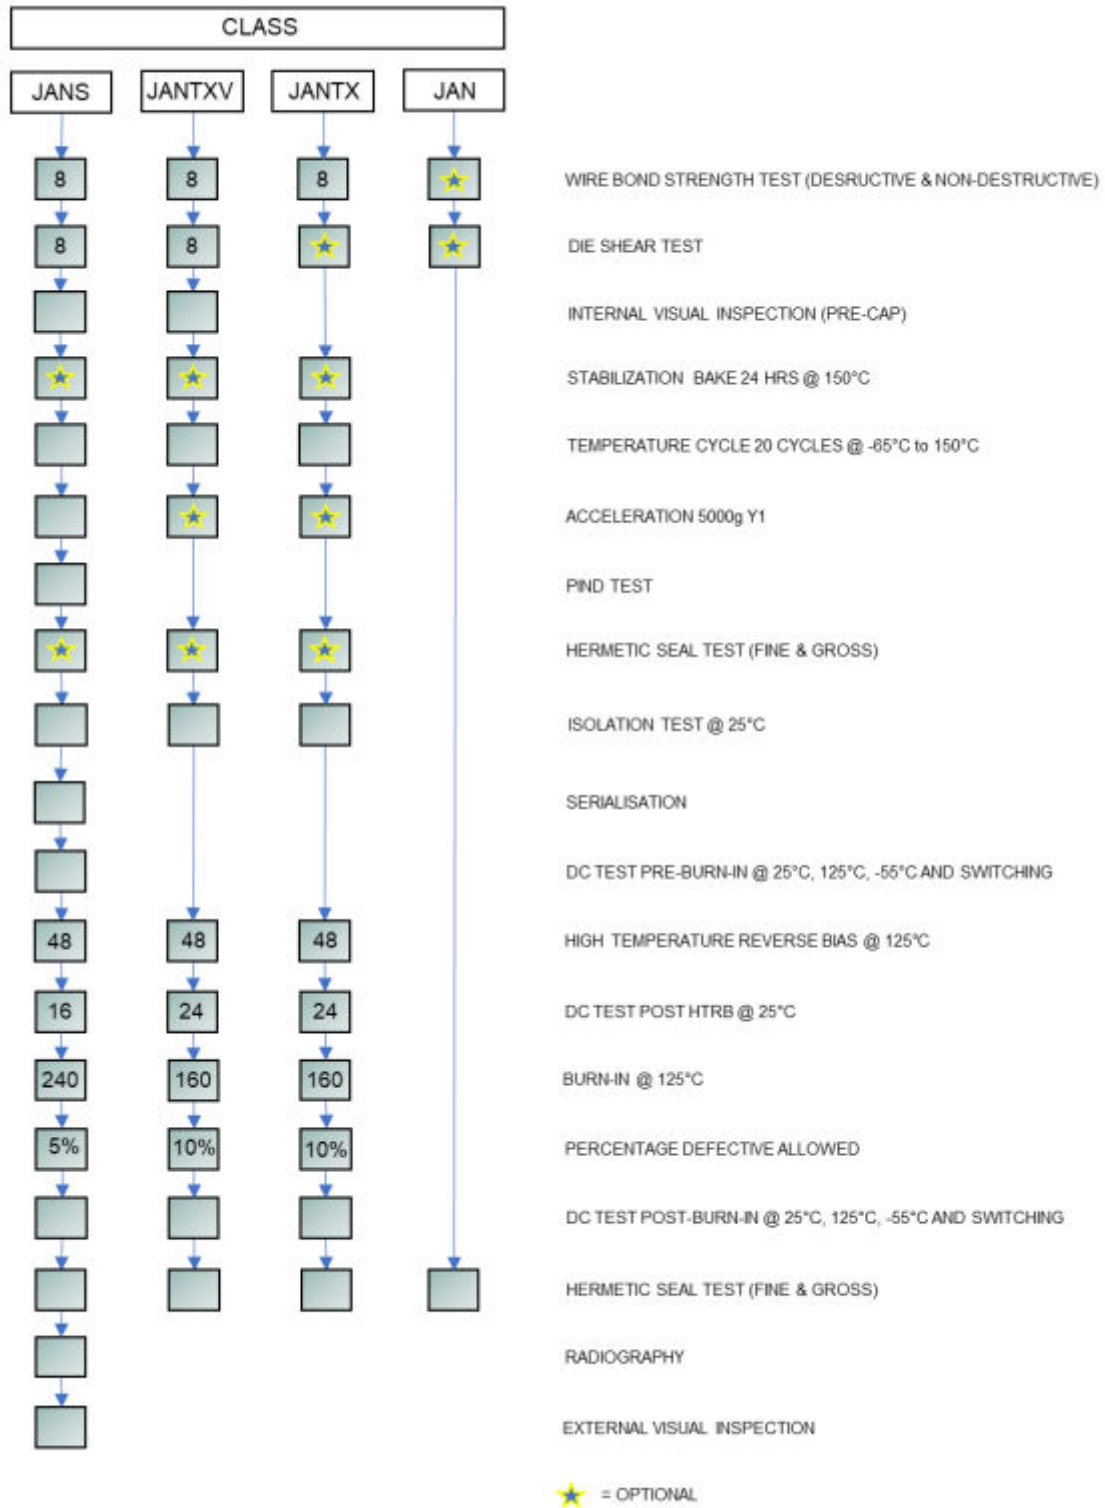 CLASS
JANS JANTXV JANTX JAN
8 8 8 WIRE BOND STRENGTH TEST (DESRUCTIVE & NON-DESTRUCTIVE)
8 8 DIE SHEAR TEST
INTERNAL VISUAL INSPECTION (PRE-CAP)
STABILIZATION BAKE 24 HRS @ 150°C
TEMPERATURE CYCLE 20 CYCLES @ -65°C to 150°C
ACCELERATION 5000g Y1
PIND TEST
HERMETIC SEAL TEST (FINE & GROSS)
ISOLATION TEST @ 25°C
SERIALISATION
DC TEST PRE-BURN-IN @ 25°C, 125°C, -55°C AND SWITCHING
48 48 48 HIGH TEMPERATURE REVERSE BIAS @ 125°C
16 24 24 DC TEST POST HTRB @ 25°C
240 160 160 BURN-IN @ 125°C
5% 10% 10% PERCENTAGE DEFECTIVE ALLOWED
DC TEST POST-BURN-IN @ 25°C, 125°C, -55°C AND SWITCHING
HERMETIC SEAL TEST (FINE & GROSS)
RADIOGRAPHY
EXTERNAL VISUAL INSPECTION
= OPTIONAL